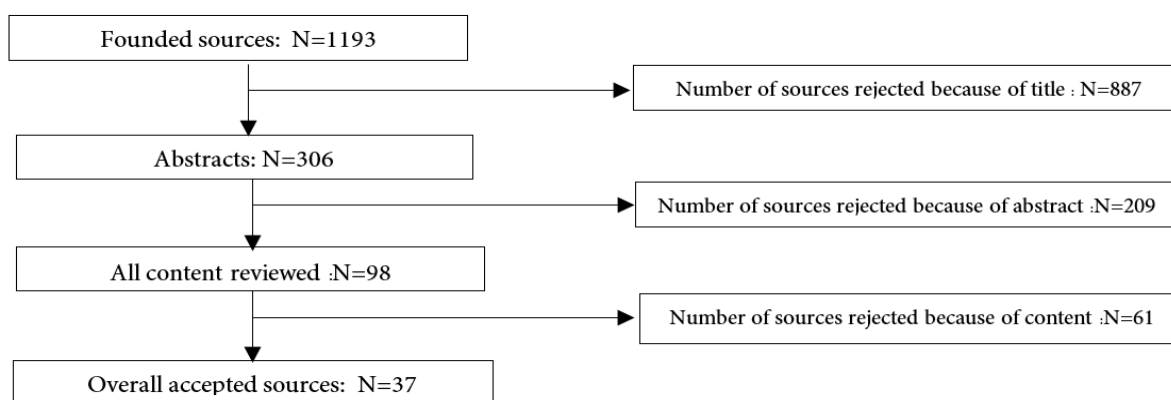 Founded sources: N=1193
Number of sources rejected because of title : N=887
Abstracts: N=306
Number of sources rejected because of abstract :N=209
All content reviewed :N=98
Number of sources rejected because of content :N=61
Overall accepted sources: N=37